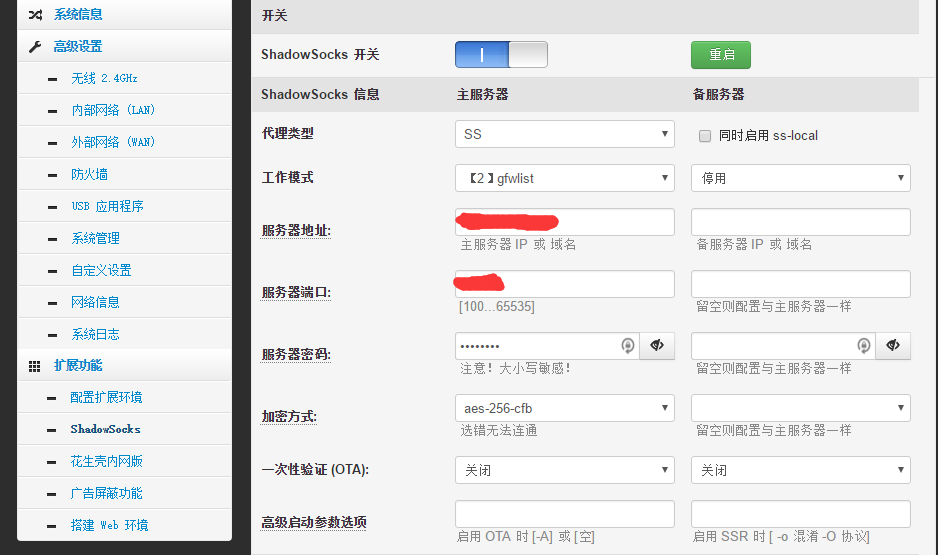 系统信息
高级设置
无线 2.4GHz
内部网络 (LAN)
外部网络 (WAN)
防火墙
USB 应用程序
系统管理
自定义设置
网络信息
系统日志
扩展功能
配置扩展环境
ShadowSocks
花生壳内网版
广告屏蔽功能
搭建 Web 环境
开关
ShadowSocks 开关 重启
ShadowSocks 信息 主服务器 备服务器
代理类型 SS 同时启用 ss-local
工作模式 【2】gfwlist 停用
服务器地址:
主服务器 IP 或 域名 备服务器 IP 或 域名
服务器端口:
[100...65535] 留空则配置与主服务器一样
服务器密码: ••••••••
注意！大小写敏感！ 留空则配置与主服务器一样
加密方式: aes-256-cfb
选错无法连通 留空则配置与主服务器一样
一次性验证 (OTA): 关闭 关闭
高级启动参数选项
启用 OTA 时 [-A] 或 [空] 启用 SSR 时 [ -o 混淆 -O 协议]